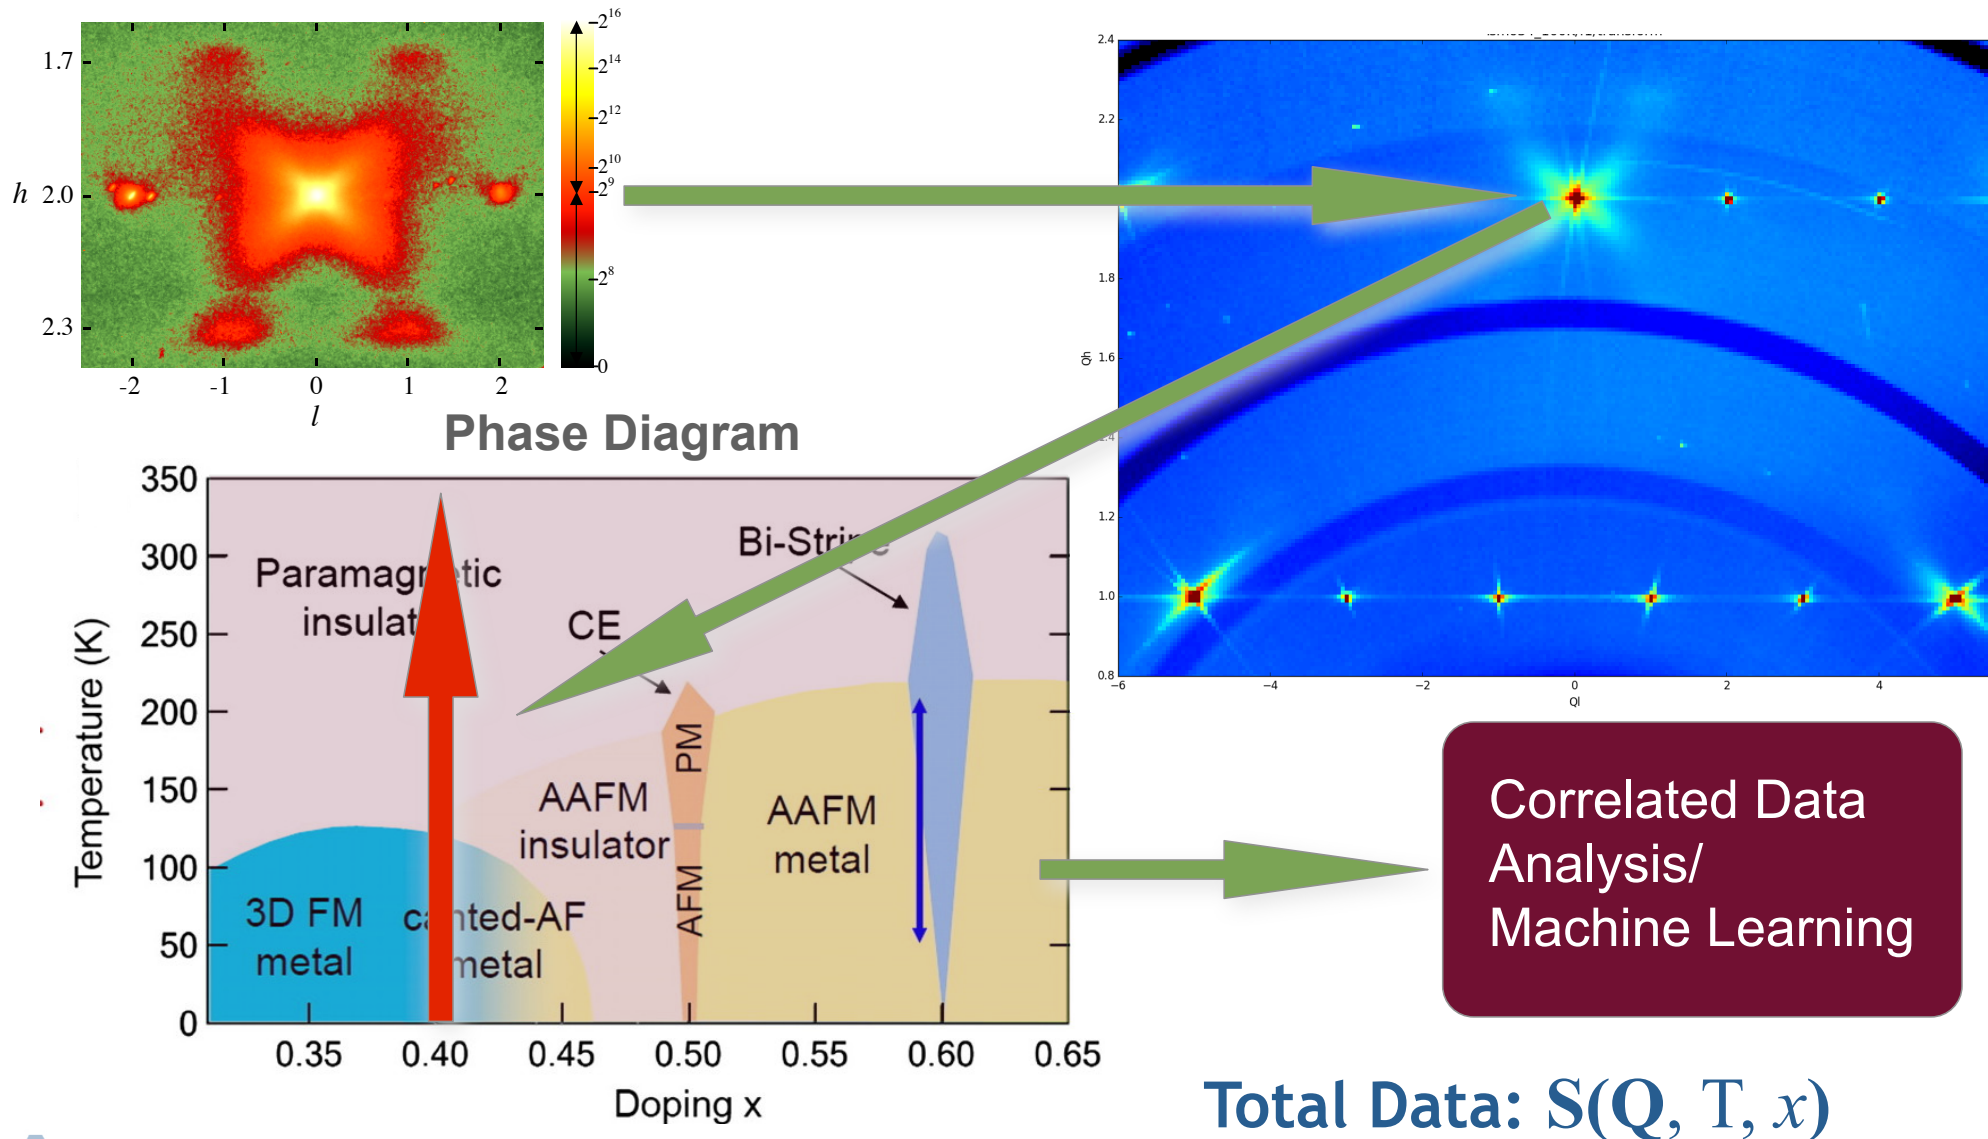 2^16
2^14
2^12
2^10
2^9
2^8
0
1.7
h 2.0
2.3
-2 -1 0 1 2
l
2.4
2.2
1.8
1.6
1.2
1.0
0.8
Qh
−6 −4 −2 0 2 4
Ql
Phase Diagram
350
300
250
200
150
100
50
0
Temperature (K)
0.35 0.40 0.45 0.50 0.55 0.60 0.65
Doping x
Bi-Stripe
CE
PM
AFM
AAFM
insulator
AAFM
metal
3D FM
metal
metal
Correlated Data
Analysis/
Machine Learning
Total Data: S(Q, T, x)